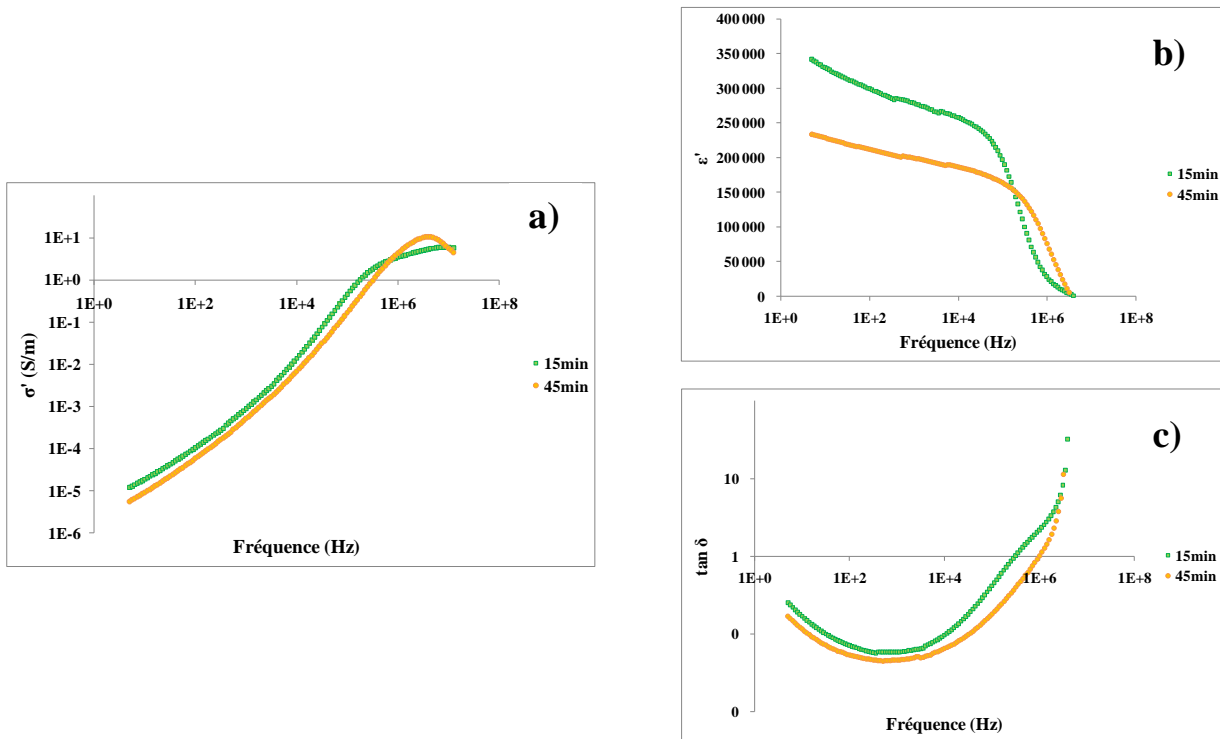 a)
σ' (S/m)
1E+1
1E+0
1E-1
1E-2
1E-3
1E-4
1E-5
1E-6
1E+0 1E+2 1E+4 1E+6 1E+8
Fréquence (Hz)
15min
45min
b)
ε'
400 000
350 000
300 000
250 000
200 000
150 000
100 000
50 000
0
1E+0 1E+2 1E+4 1E+6 1E+8
Fréquence (Hz)
15min
45min
c)
tan δ
10
1
0
0
1E+0 1E+2 1E+4 1E+6 1E+8
Fréquence (Hz)
15min
45min